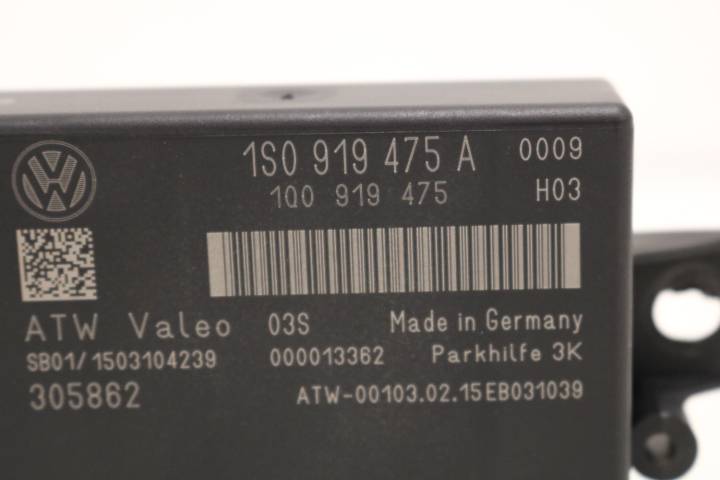 VW
1S0 919 475 A 0009
1Q0 919 475 H03
ATW Valeo 03S Made in Germany
SB01/1503104239 000013362 Parkhilfe 3K
305862 ATW-00103.02.15EB031039